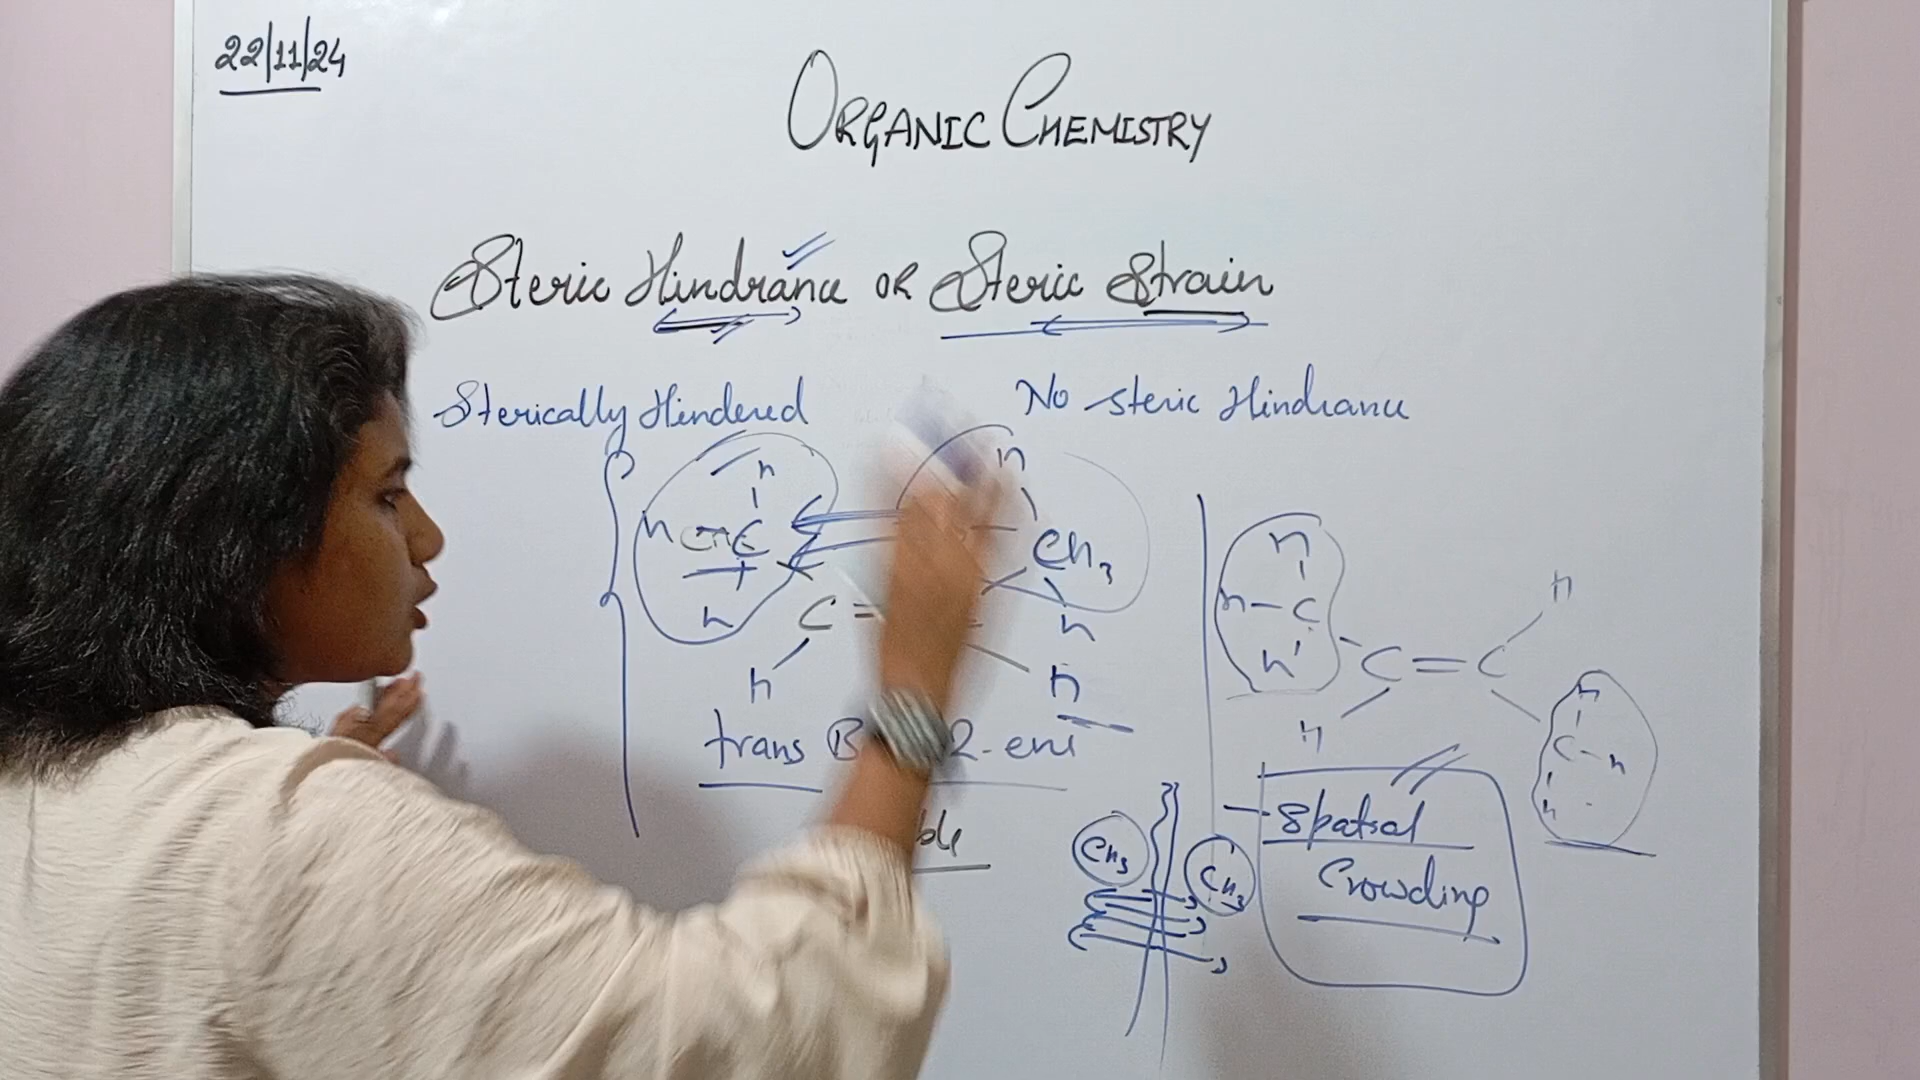 22/11/24
ORGANIC CHEMISTRY
Steric Hindrance OR Steric Strain
Sterically Hindered
No steric Hindrance
H
H
H C
CH3
H
C =
H
H
H
trans B 2-ene
H
H-C
H
C=C
H
H
H
C-H
H
CH3
CH3
Spatial
Crowding